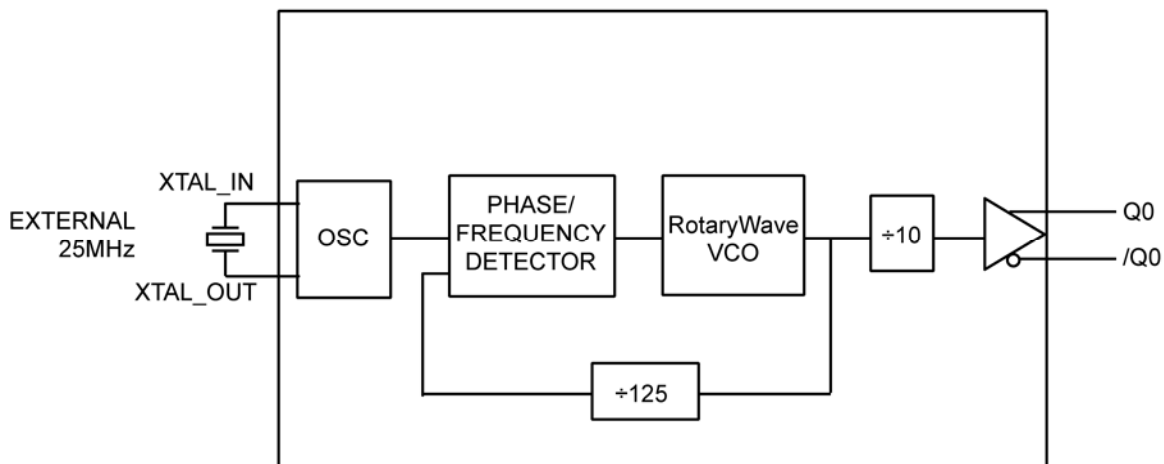 XTAL_IN
EXTERNAL
25MHz
XTAL_OUT
OSC
PHASE/
FREQUENCY
DETECTOR
RotaryWave
VCO
÷10
Q0
/Q0
÷125